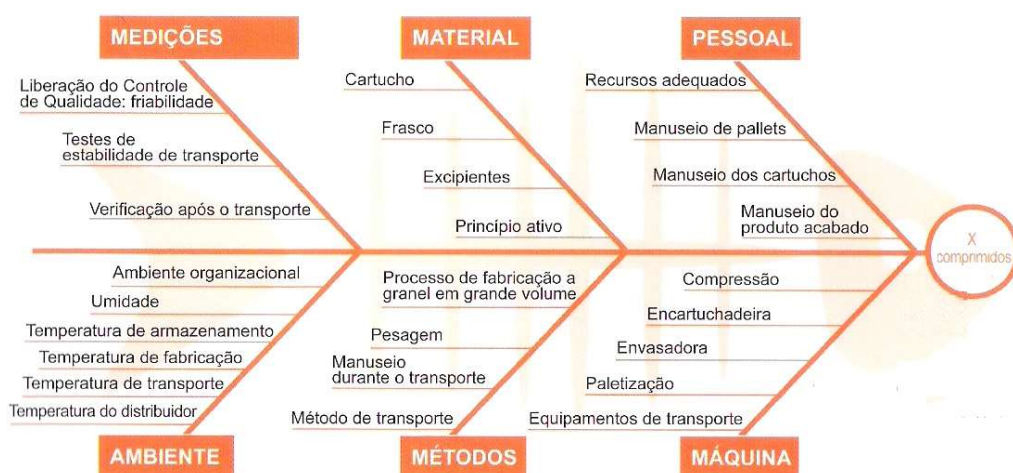 MEDIÇÕES
Liberação do Controle
de Qualidade: friabilidade
Testes de
estabilidade de transporte
Verificação após o transporte
MATERIAL
Cartucho
Frasco
Excipientes
Princípio ativo
PESSOAL
Recursos adequados
Manuseio de pallets
Manuseio dos cartuchos
Manuseio do
produto acabado
X
comprimidos
Ambiente organizacional
Umidade
Temperatura de armazenamento
Temperatura de fabricação
Temperatura de transporte
Temperatura do distribuidor
AMBIENTE
Processo de fabricação a
granel em grande volume
Pesagem
Manuseio
durante o transporte
Método de transporte
MÉTODOS
Compressão
Encartuchadeira
Envasadora
Paletização
Equipamentos de transporte
MÁQUINA